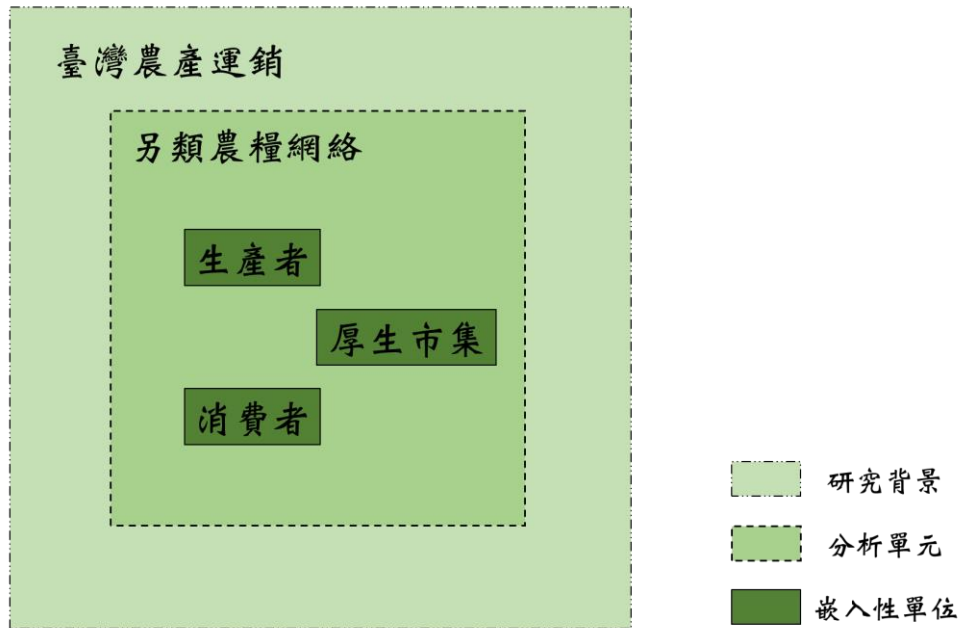 臺灣農產運銷
另類農糧網絡
生產者
厚生市集
消費者
研究背景
分析單元
嵌入性單位